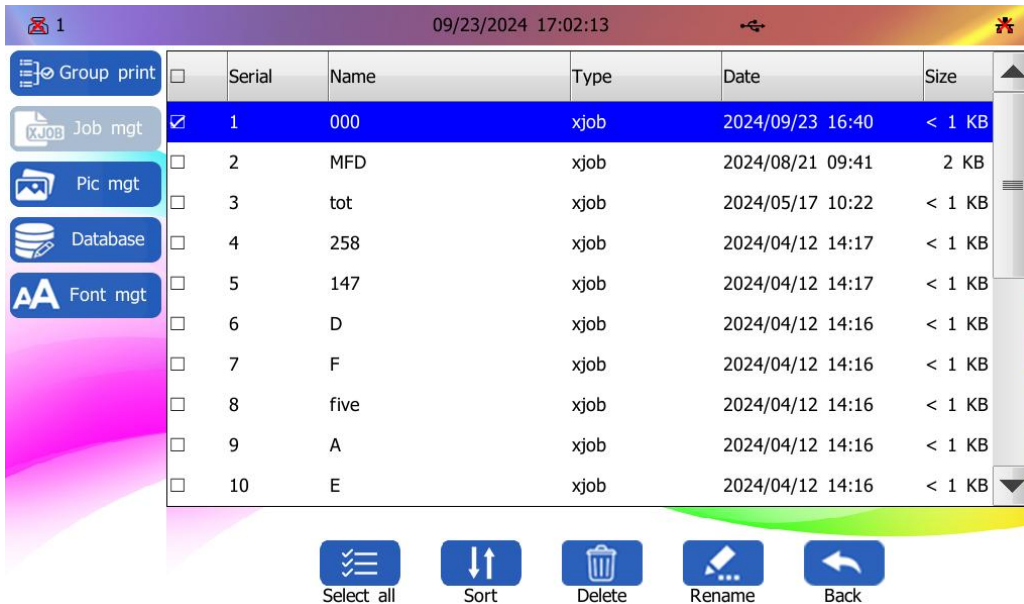 1 09/23/2024 17:02:13
Group print
XJOB Job mgt
Pic mgt
Database
AA Font mgt
Serial Name Type Date Size
1 000 xjob 2024/09/23 16:40 < 1 KB
2 MFD xjob 2024/08/21 09:41 2 KB
3 tot xjob 2024/05/17 10:22 < 1 KB
4 258 xjob 2024/04/12 14:17 < 1 KB
5 147 xjob 2024/04/12 14:17 < 1 KB
6 D xjob 2024/04/12 14:16 < 1 KB
7 F xjob 2024/04/12 14:16 < 1 KB
8 five xjob 2024/04/12 14:16 < 1 KB
9 A xjob 2024/04/12 14:16 < 1 KB
10 E xjob 2024/04/12 14:16 < 1 KB
Select all Sort Delete Rename Back